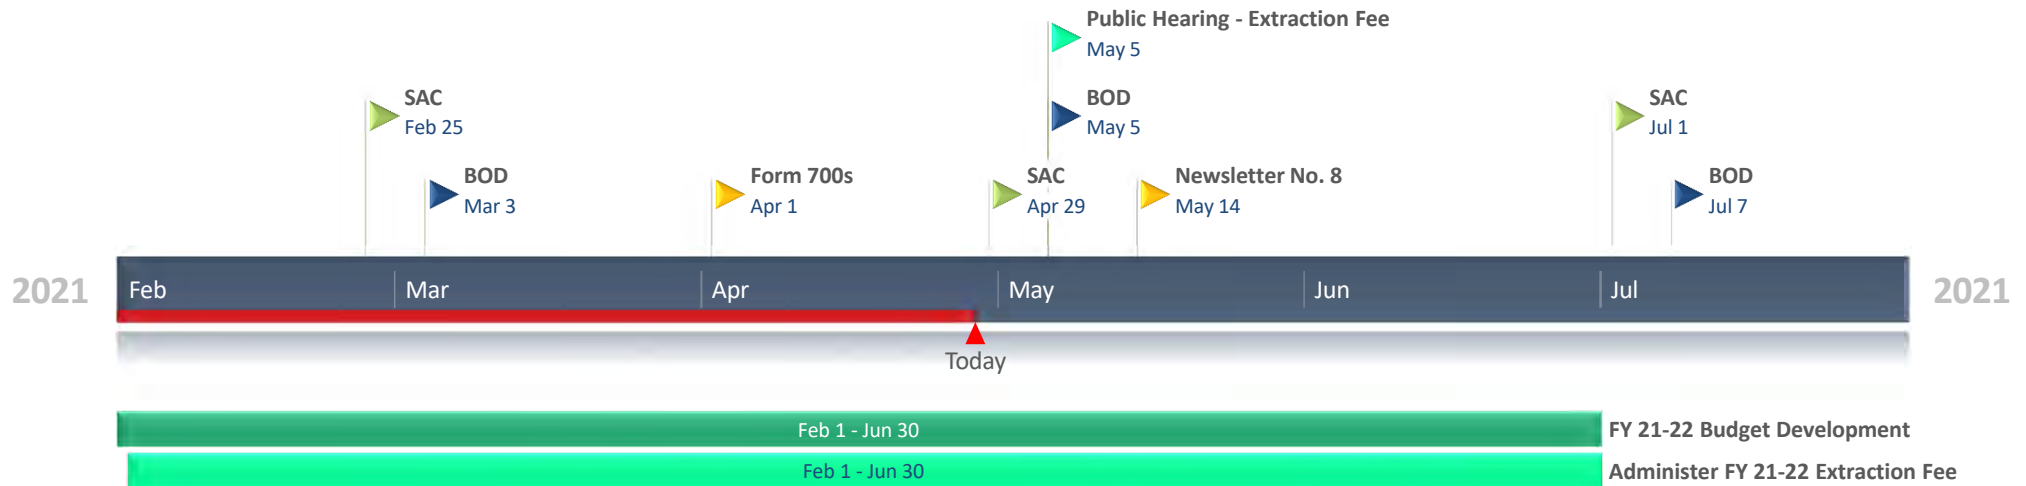 Public Hearing - Extraction Fee
May 5
SAC
Feb 25
BOD
May 5
SAC
Jul 1
BOD
Mar 3
Form 700s
Apr 1
SAC
Apr 29
Newsletter No. 8
May 14
BOD
Jul 7
2021 Feb Mar Apr May Jun Jul 2021
Today
Feb 1 - Jun 30 FY 21-22 Budget Development
Feb 1 - Jun 30 Administer FY 21-22 Extraction Fee